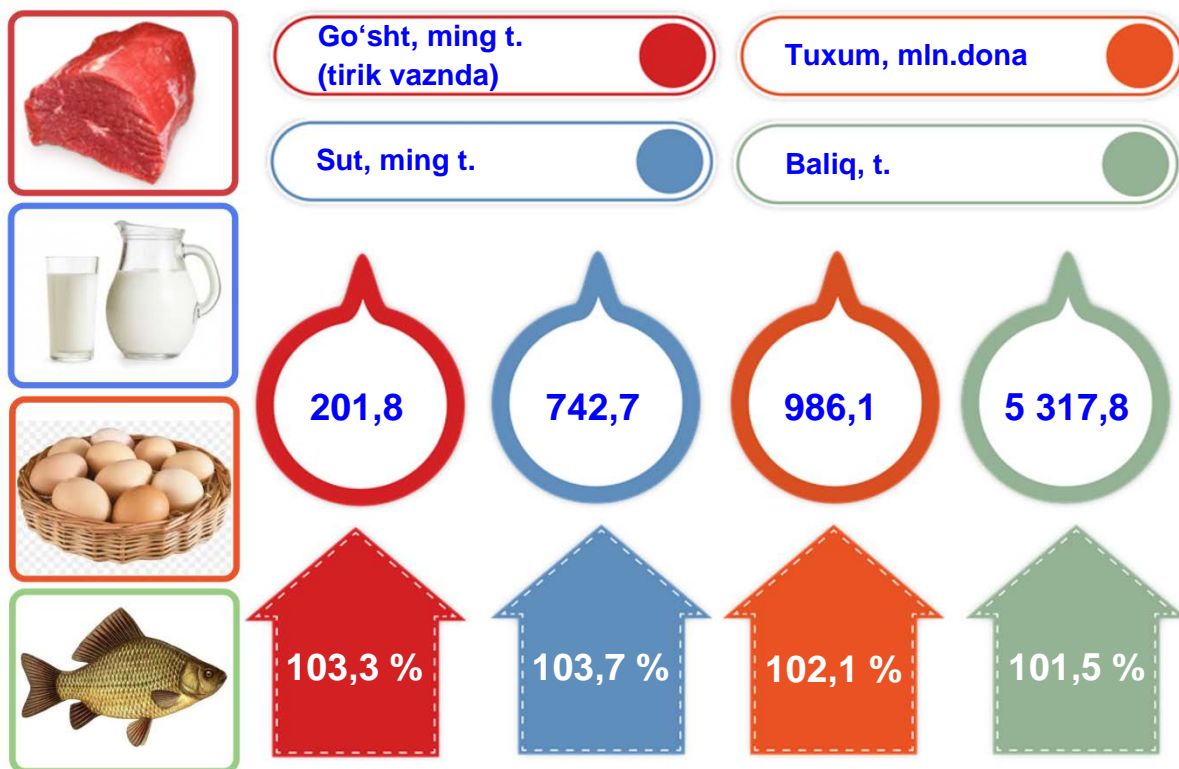 Go‘sht, ming t.
(tirik vaznda)
Tuxum, mln.dona
Sut, ming t.
Baliq, t.
201,8
742,7
986,1
5 317,8
103,3 %
103,7 %
102,1 %
101,5 %